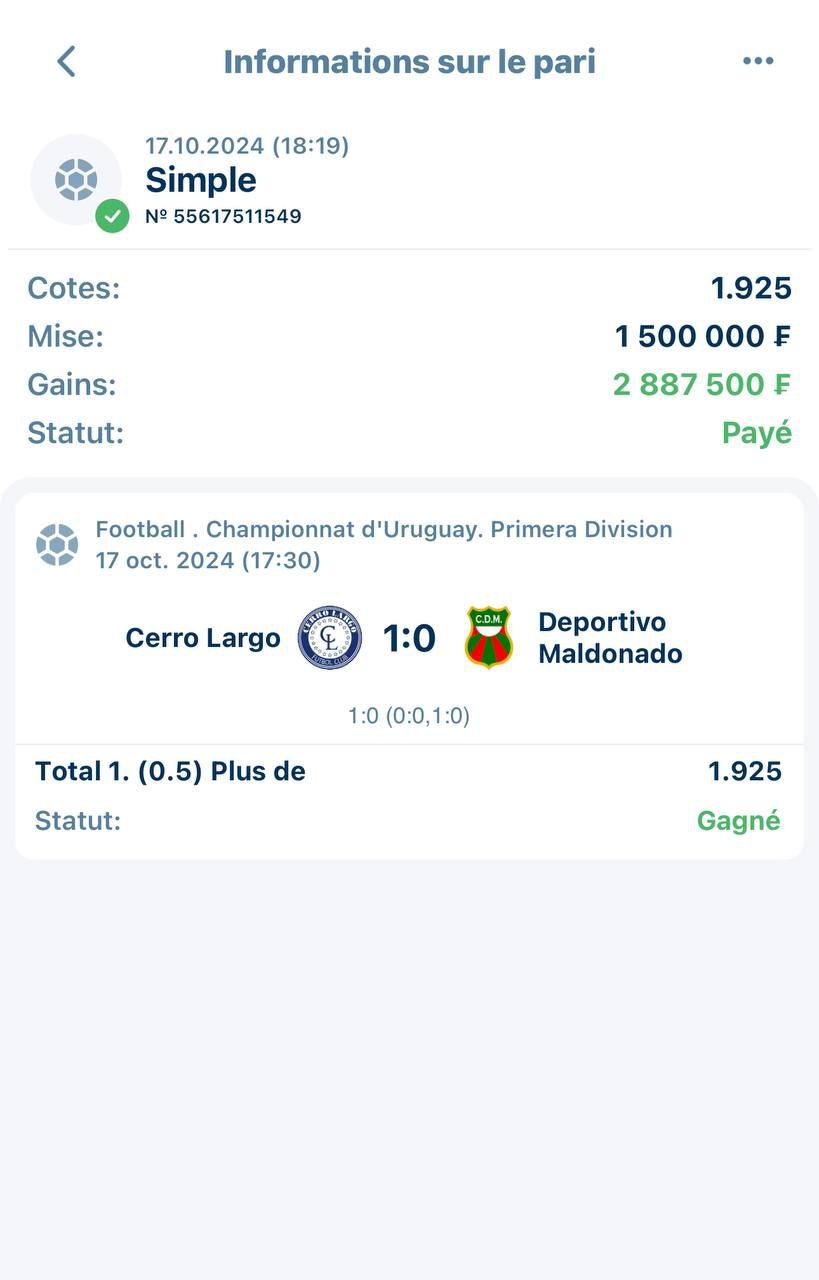 Informations sur le pari
17.10.2024 (18:19)
Simple
Nº 55617511549
Cotes: 1.925
Mise: 1 500 000 ₣
Gains: 2 887 500 ₣
Statut: Payé
Football . Championnat d'Uruguay. Primera Division
17 oct. 2024 (17:30)
Cerro Largo
CERRO LARGO
CL
FUTBOL CLUB
1:0
C.D.M.
Deportivo
Maldonado
1:0 (0:0,1:0)
Total 1. (0.5) Plus de 1.925
Statut: Gagné